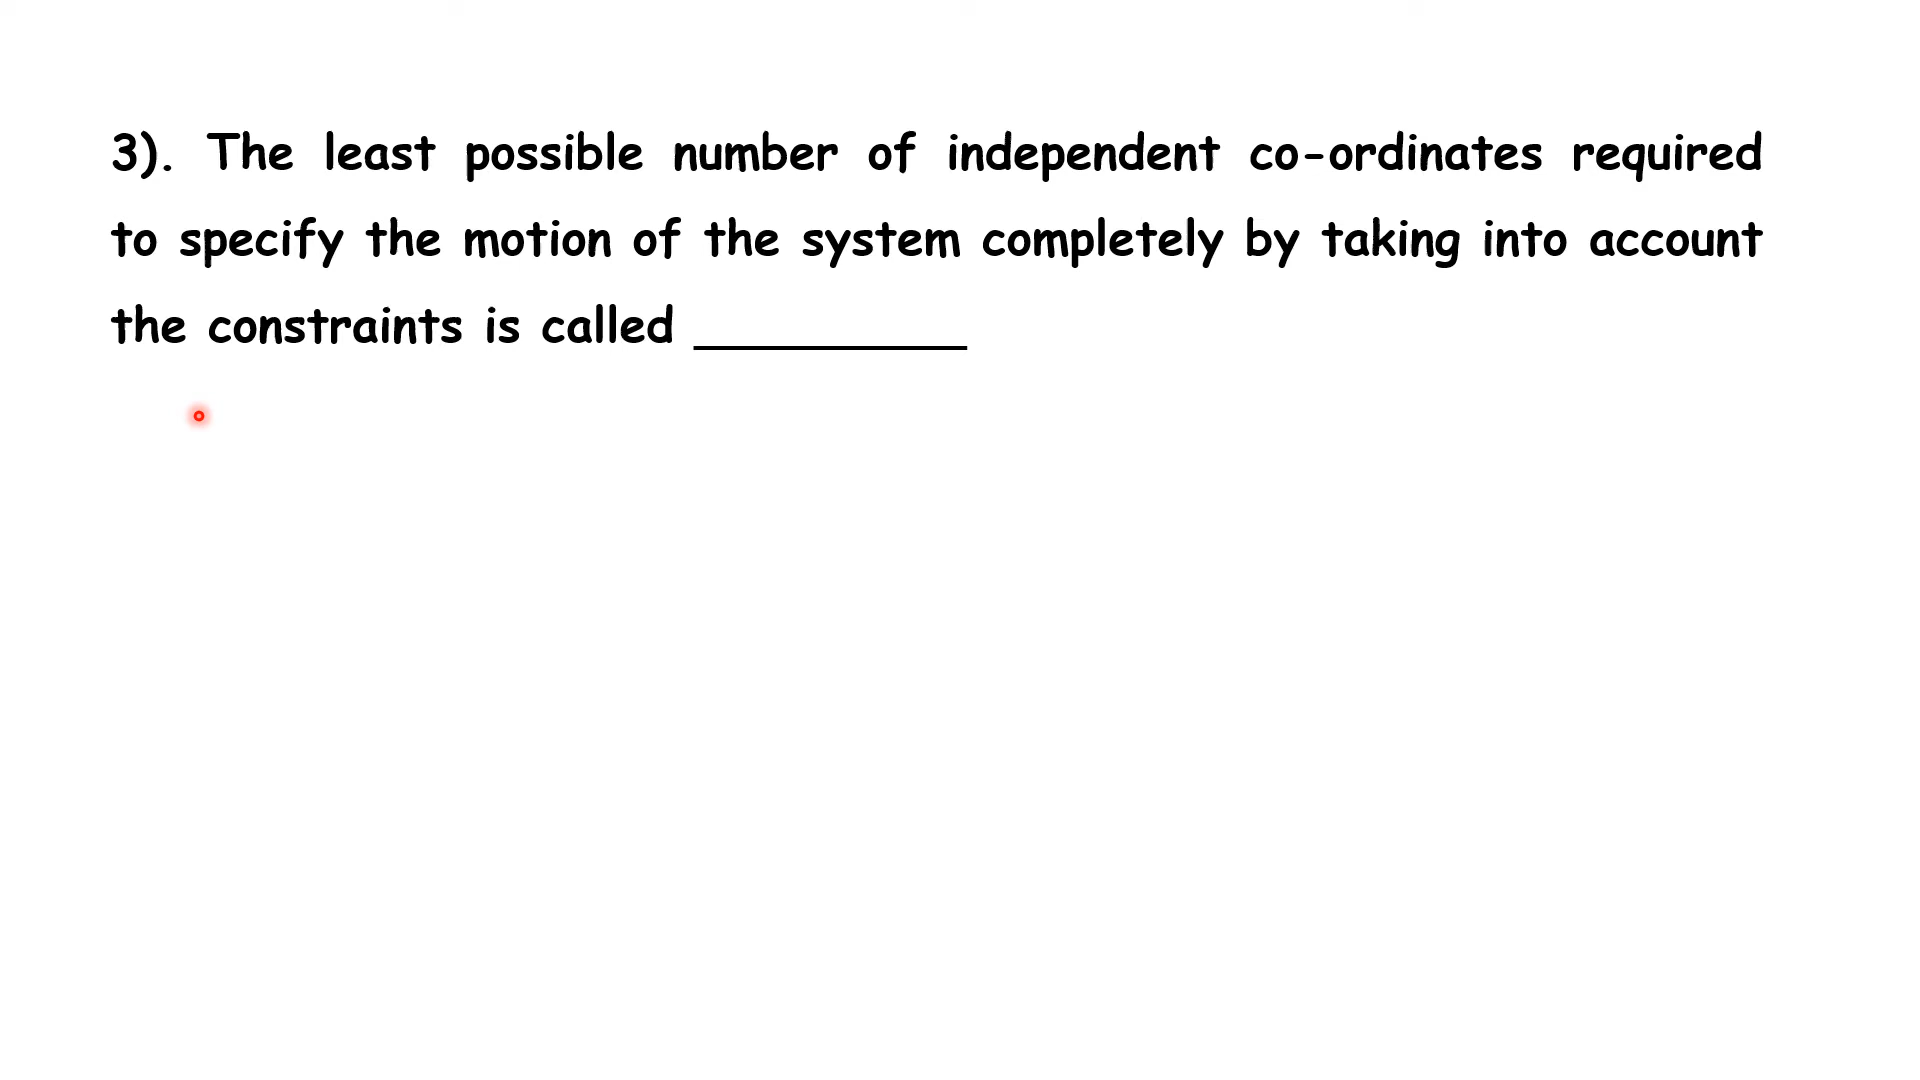 3). The least possible number of independent co-ordinates required
to specify the motion of the system completely by taking into account
the constraints is called __________